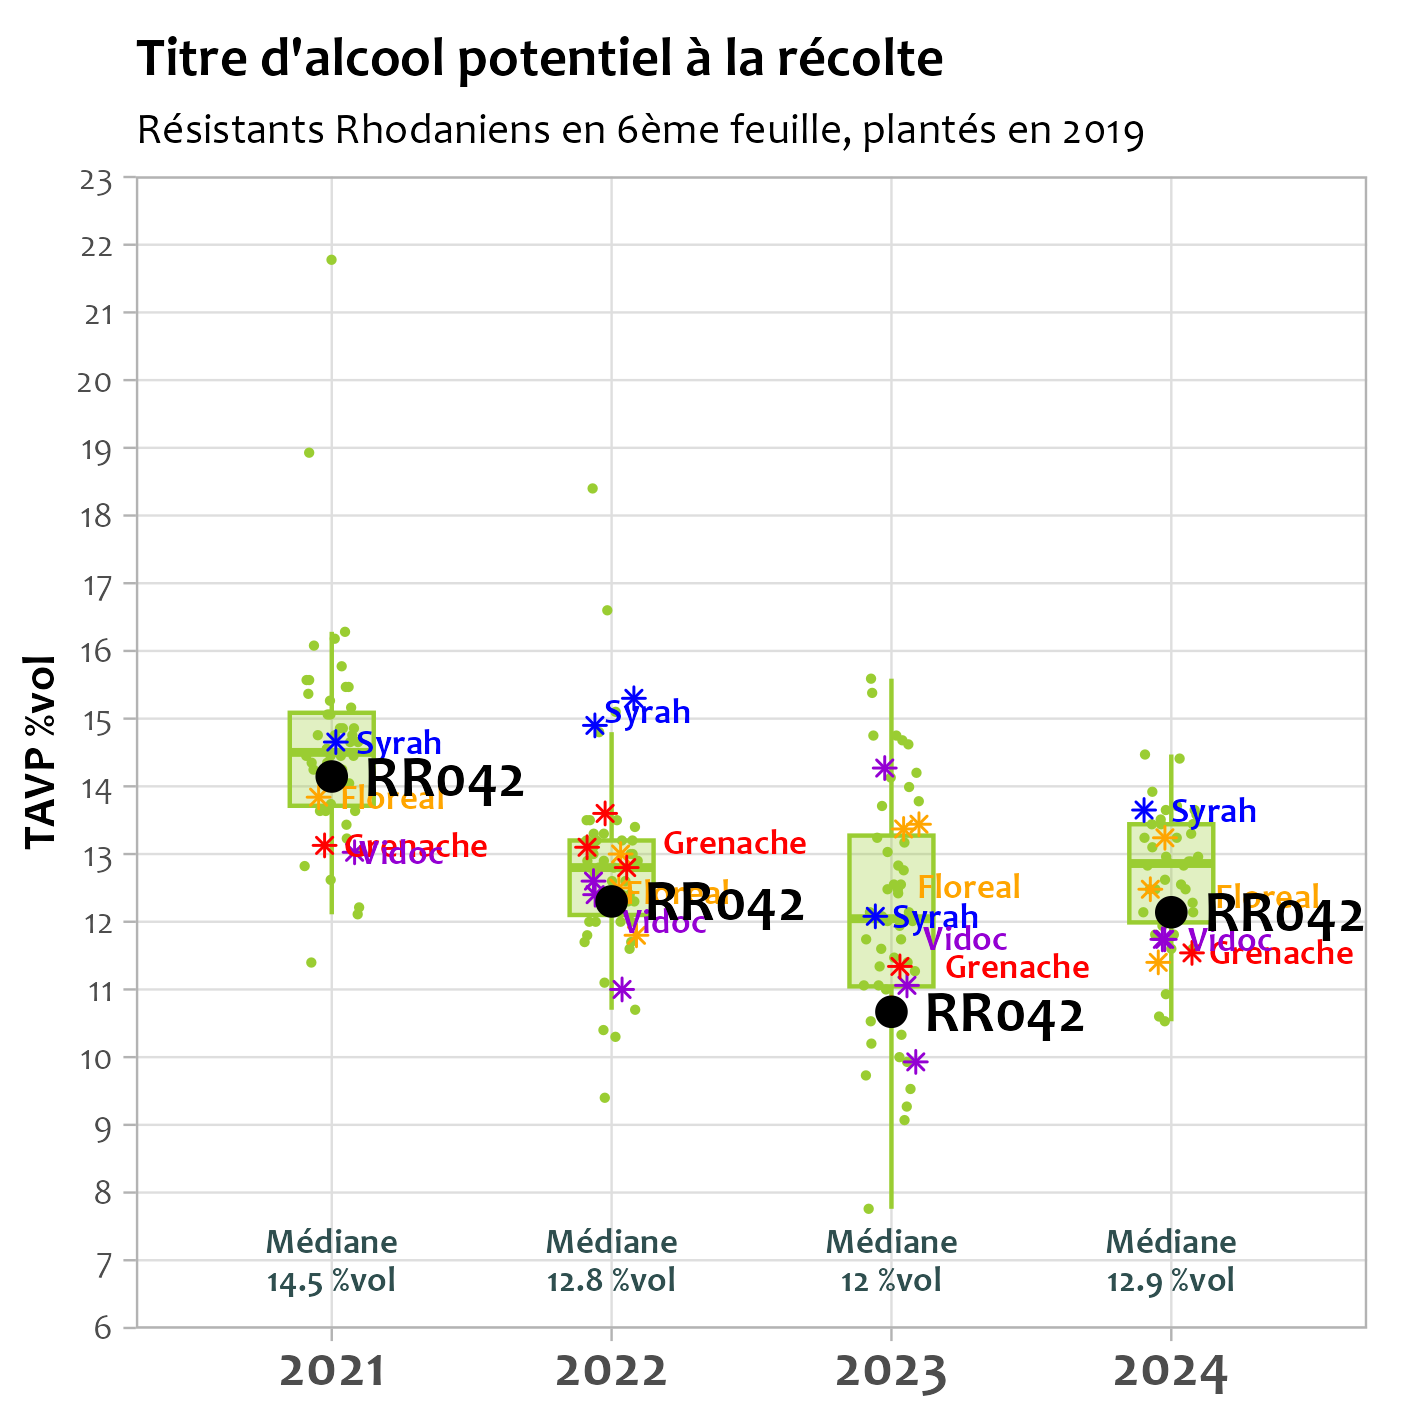 Titre d'alcool potentiel à la récolte
Résistants Rhodaniens en 6ème feuille, plantés en 2019
TAVP %vol
23
22
21
20
19
18
17
16
15
14
13
12
11
10
9
8
7
6
Syrah
RR042
Floreal
Grenache
Vidoc
Syrah
Grenache
Floreal
RR042
Vidoc
Floreal
Syrah
Vidoc
Grenache
RR042
Syrah
Floreal
RR042
Vidoc
Grenache
Médiane
14.5 %vol
Médiane
12.8 %vol
Médiane
12 %vol
Médiane
12.9 %vol
2021
2022
2023
2024